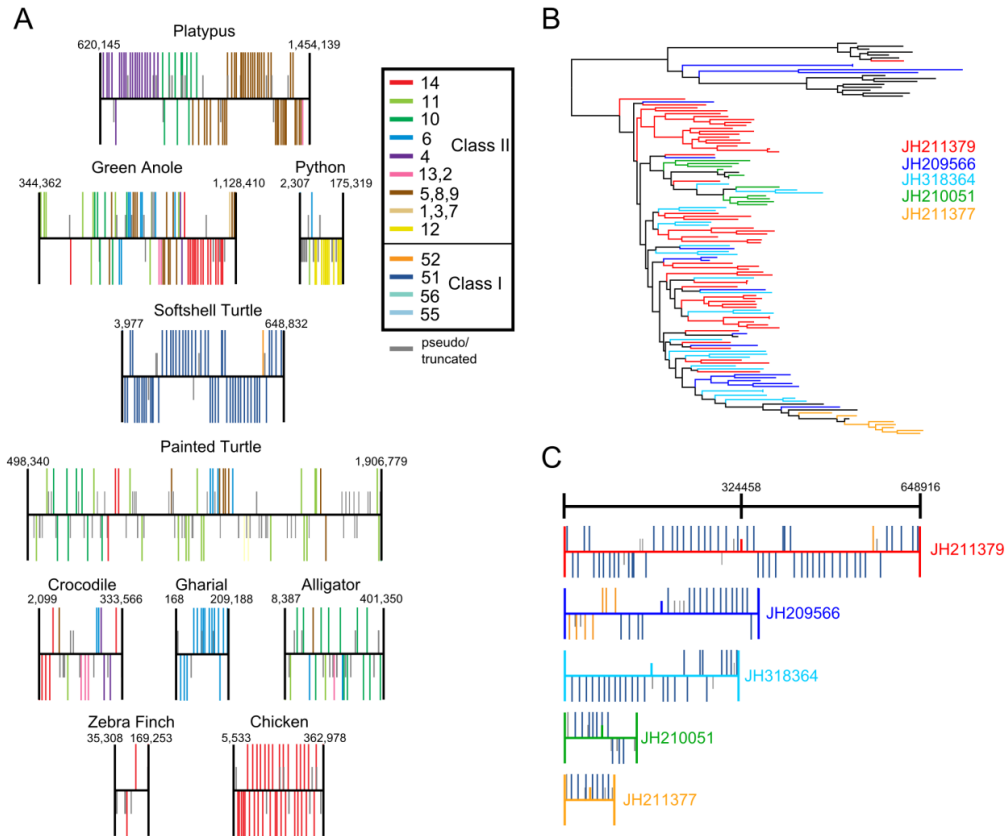 A
Platypus
620,145 1,454,139
Green Anole
344,362 1,128,410
Python
2,307 175,319
Softshell Turtle
3,977 648,832
Painted Turtle
498,340 1,906,779
Crocodile
2,099 333,566
Gharial
168 209,188
Alligator
8,387 401,350
Zebra Finch
35,308 169,253
Chicken
5,533 362,978
14
11
10
6
4
13,2
5,8,9
1,3,7
12
Class II
52
51
56
55
Class I
pseudo/
truncated
B
JH211379
JH209566
JH318364
JH210051
JH211377
C
324458 648916
JH211379
JH209566
JH318364
JH210051
JH211377